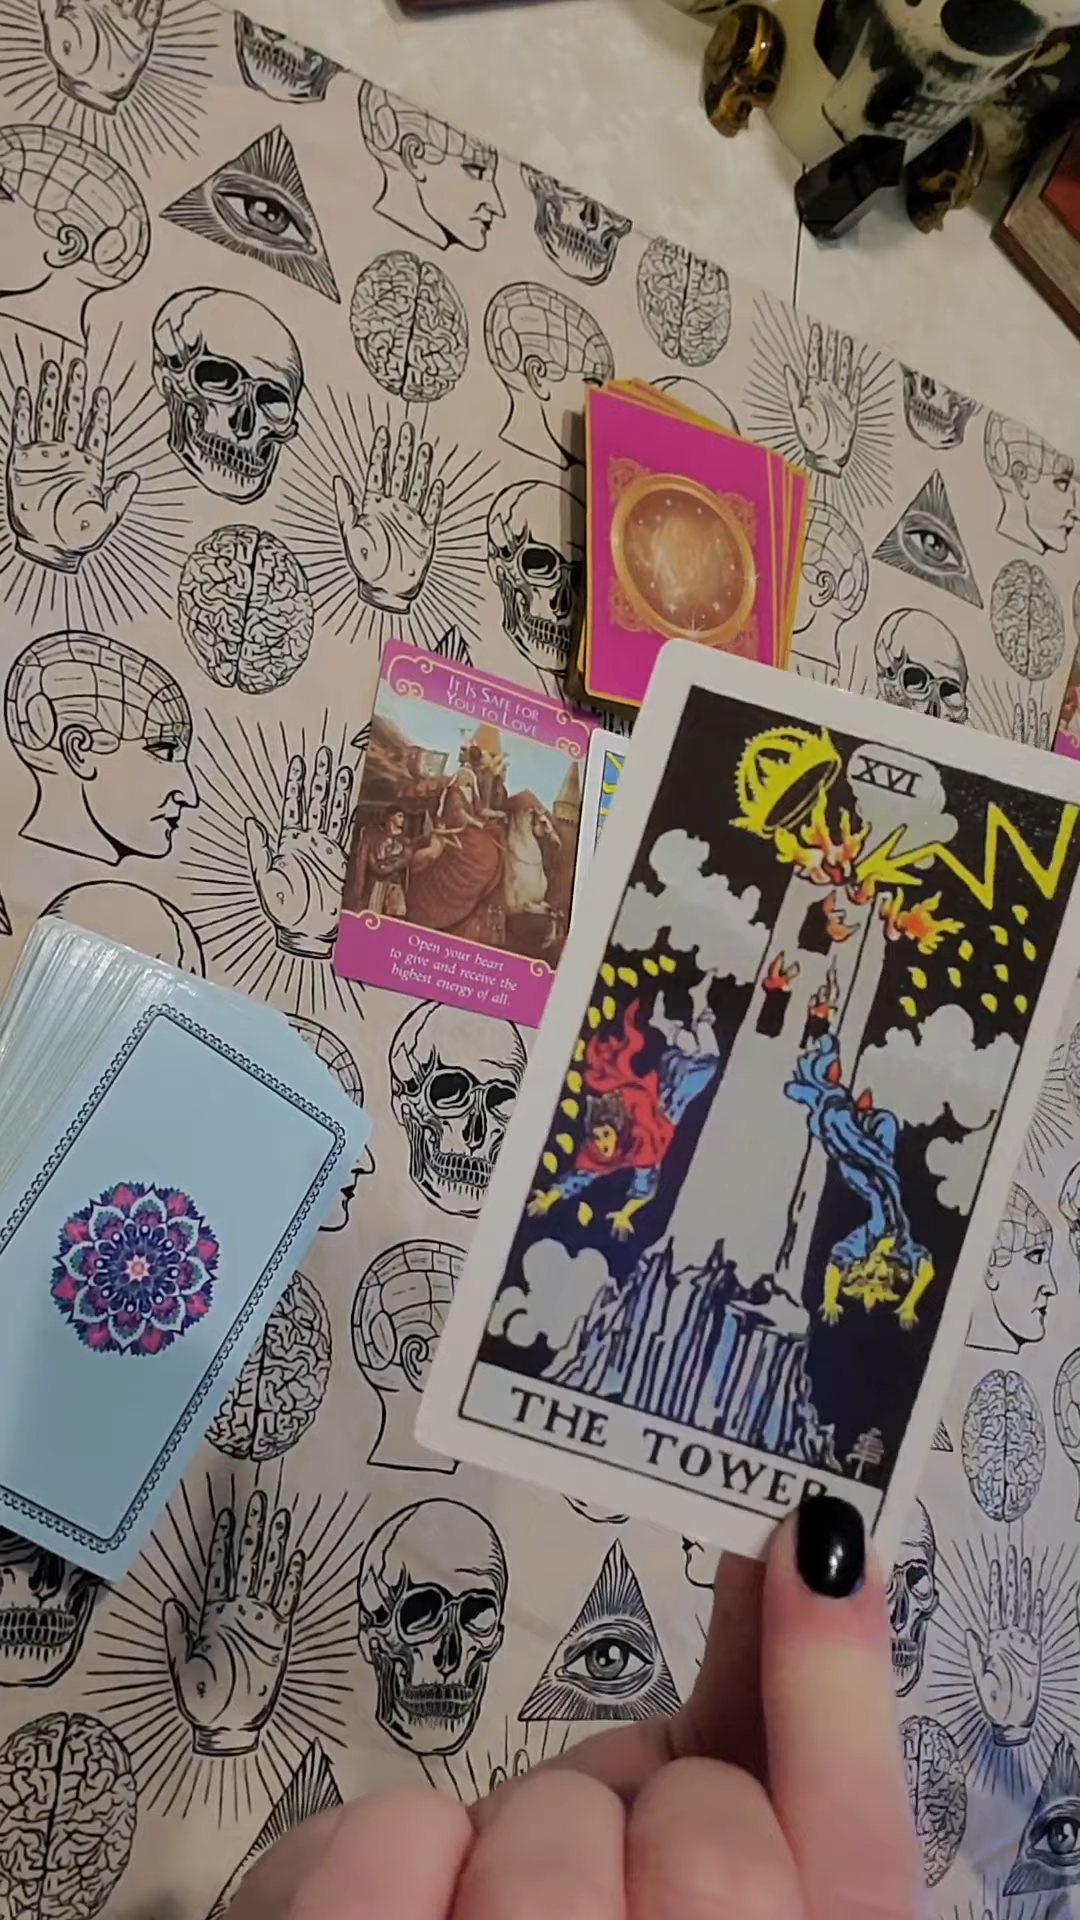 IT IS SAFE FOR
YOU TO LOVE
Open your heart
to give and receive the
highest energy of all.
XVI
THE TOWER